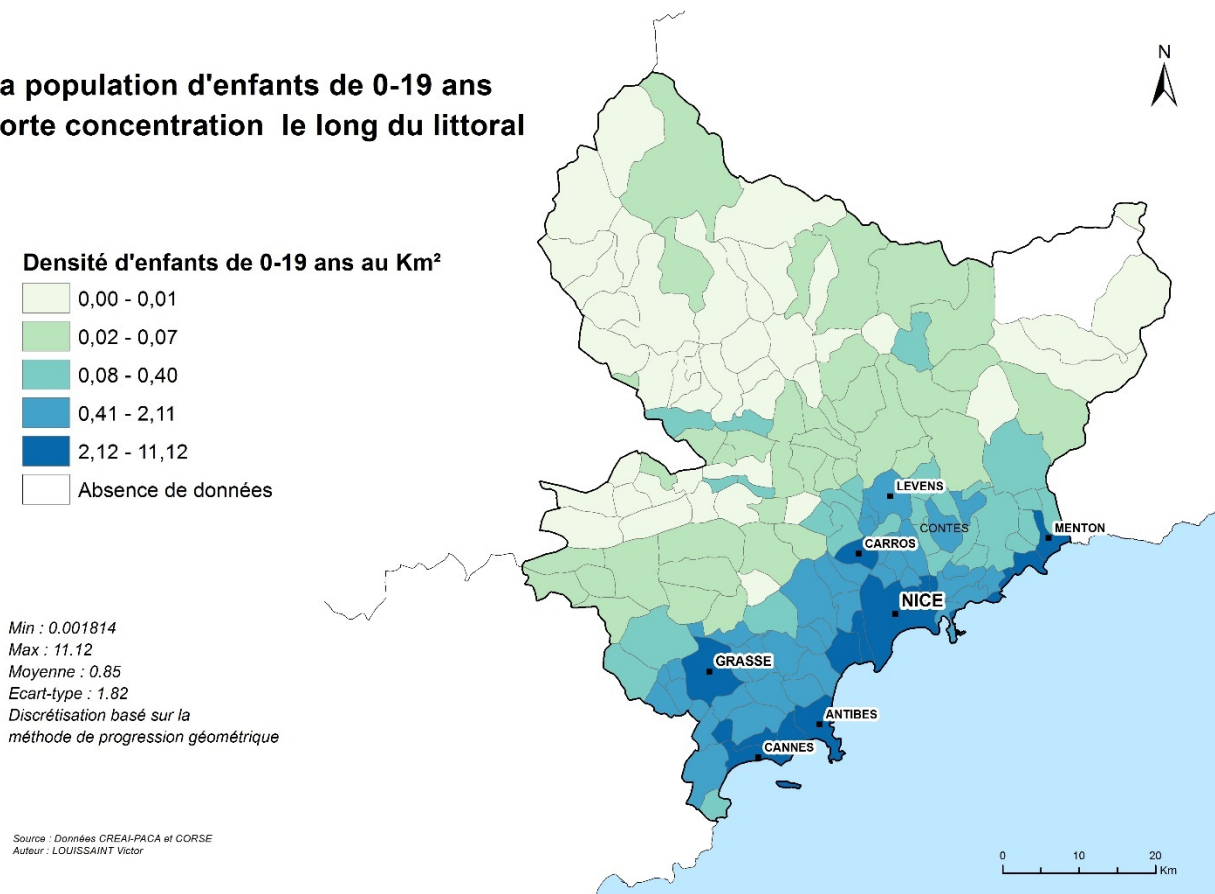 a population d'enfants de 0-19 ans
orte concentration le long du littoral
N
Densité d'enfants de 0-19 ans au Km²
0,00 - 0,01
0,02 - 0,07
0,08 - 0,40
0,41 - 2,11
2,12 - 11,12
Absence de données
LEVENS
CONTES
MENTON
CARROS
NICE
GRASSE
ANTIBES
CANNES
Min : 0.001814
Max : 11.12
Moyenne : 0.85
Ecart-type : 1.82
Discrétisation basé sur la
méthode de progression géométrique
Source : Données CREAI-PACA et CORSE
Auteur : LOUISSAINT Victor
0 10 20
Km